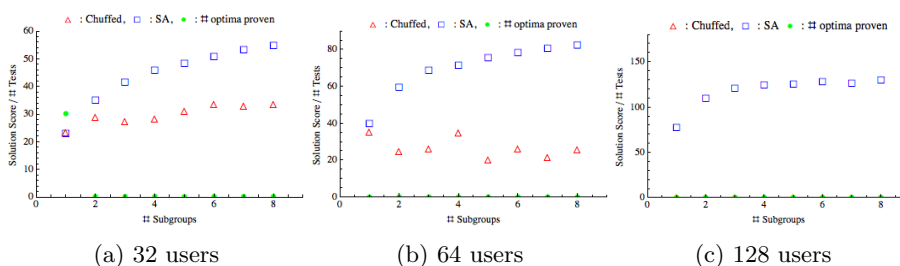 △ : Chuffed, □ : SA, ● : # optima proven
60
50
40
30
20
10
0
0 2 4 6 8
Solution Score / # Tests
# Subgroups
(a) 32 users
△ : Chuffed, □ : SA, ● : # optima proven
80
60
40
20
0
0 2 4 6 8
Solution Score / # Tests
# Subgroups
(b) 64 users
△ : Chuffed, □ : SA, ● : # optima proven
150
100
50
0
0 2 4 6 8
Solution Score / # Tests
# Subgroups
(c) 128 users